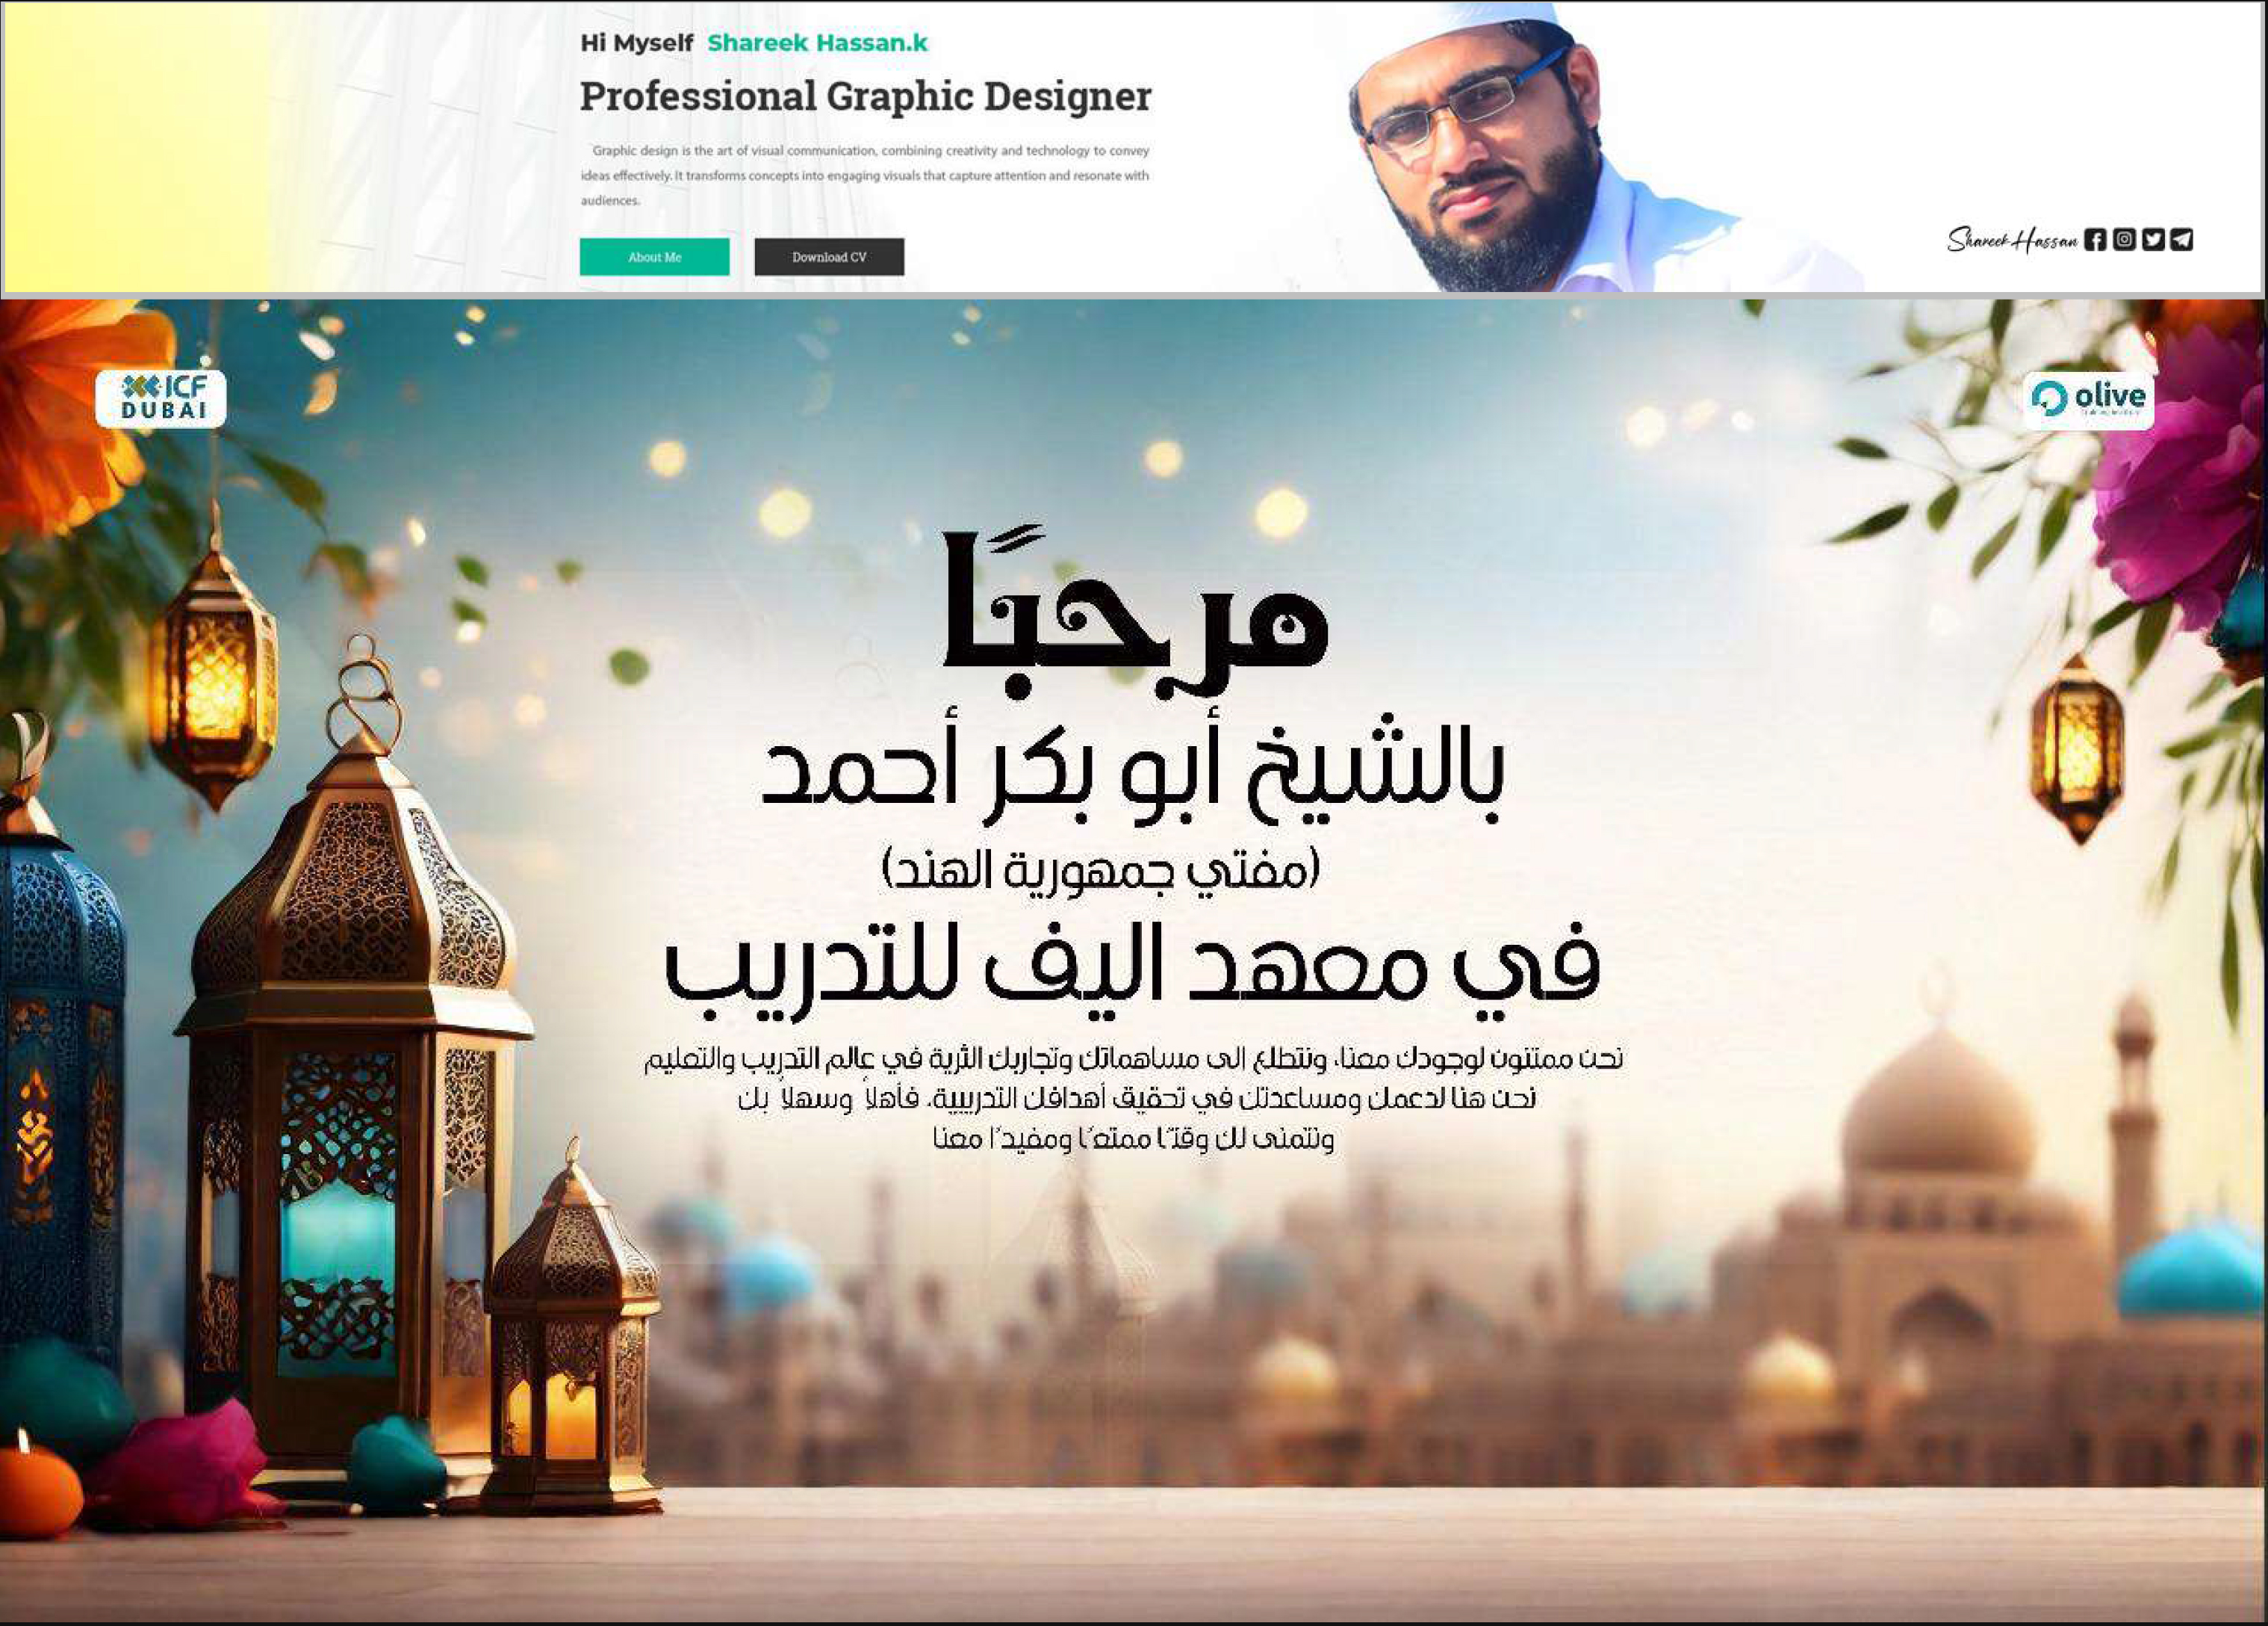 Hi Myself Shareek Hassan.k
Professional Graphic Designer
Graphic design is the art of visual communication, combining creativity and technology to convey
ideas effectively. It transforms concepts into engaging visuals that capture attention and resonate with
audiences.
About Me
Download CV
Shareek Hassan
ICF
DUBAI
olive
مرحبًا
بالشيخ أبو بكر أحمد
(مفتي جمهورية الهند)
في معهد اليف للتدريب
نحن ممتنون لوجودك معنا، ونتطلع الى مساهماتك وتجاربك الثرية في عالم التدريب والتعليم
نحن هنا لدعمك ومساعدتك في تحقيق أهدافك التدريبية، فأهلاً وسهلاً بك
ونتمنى لك وقتًا ممتعًا ومفيدًا معنا